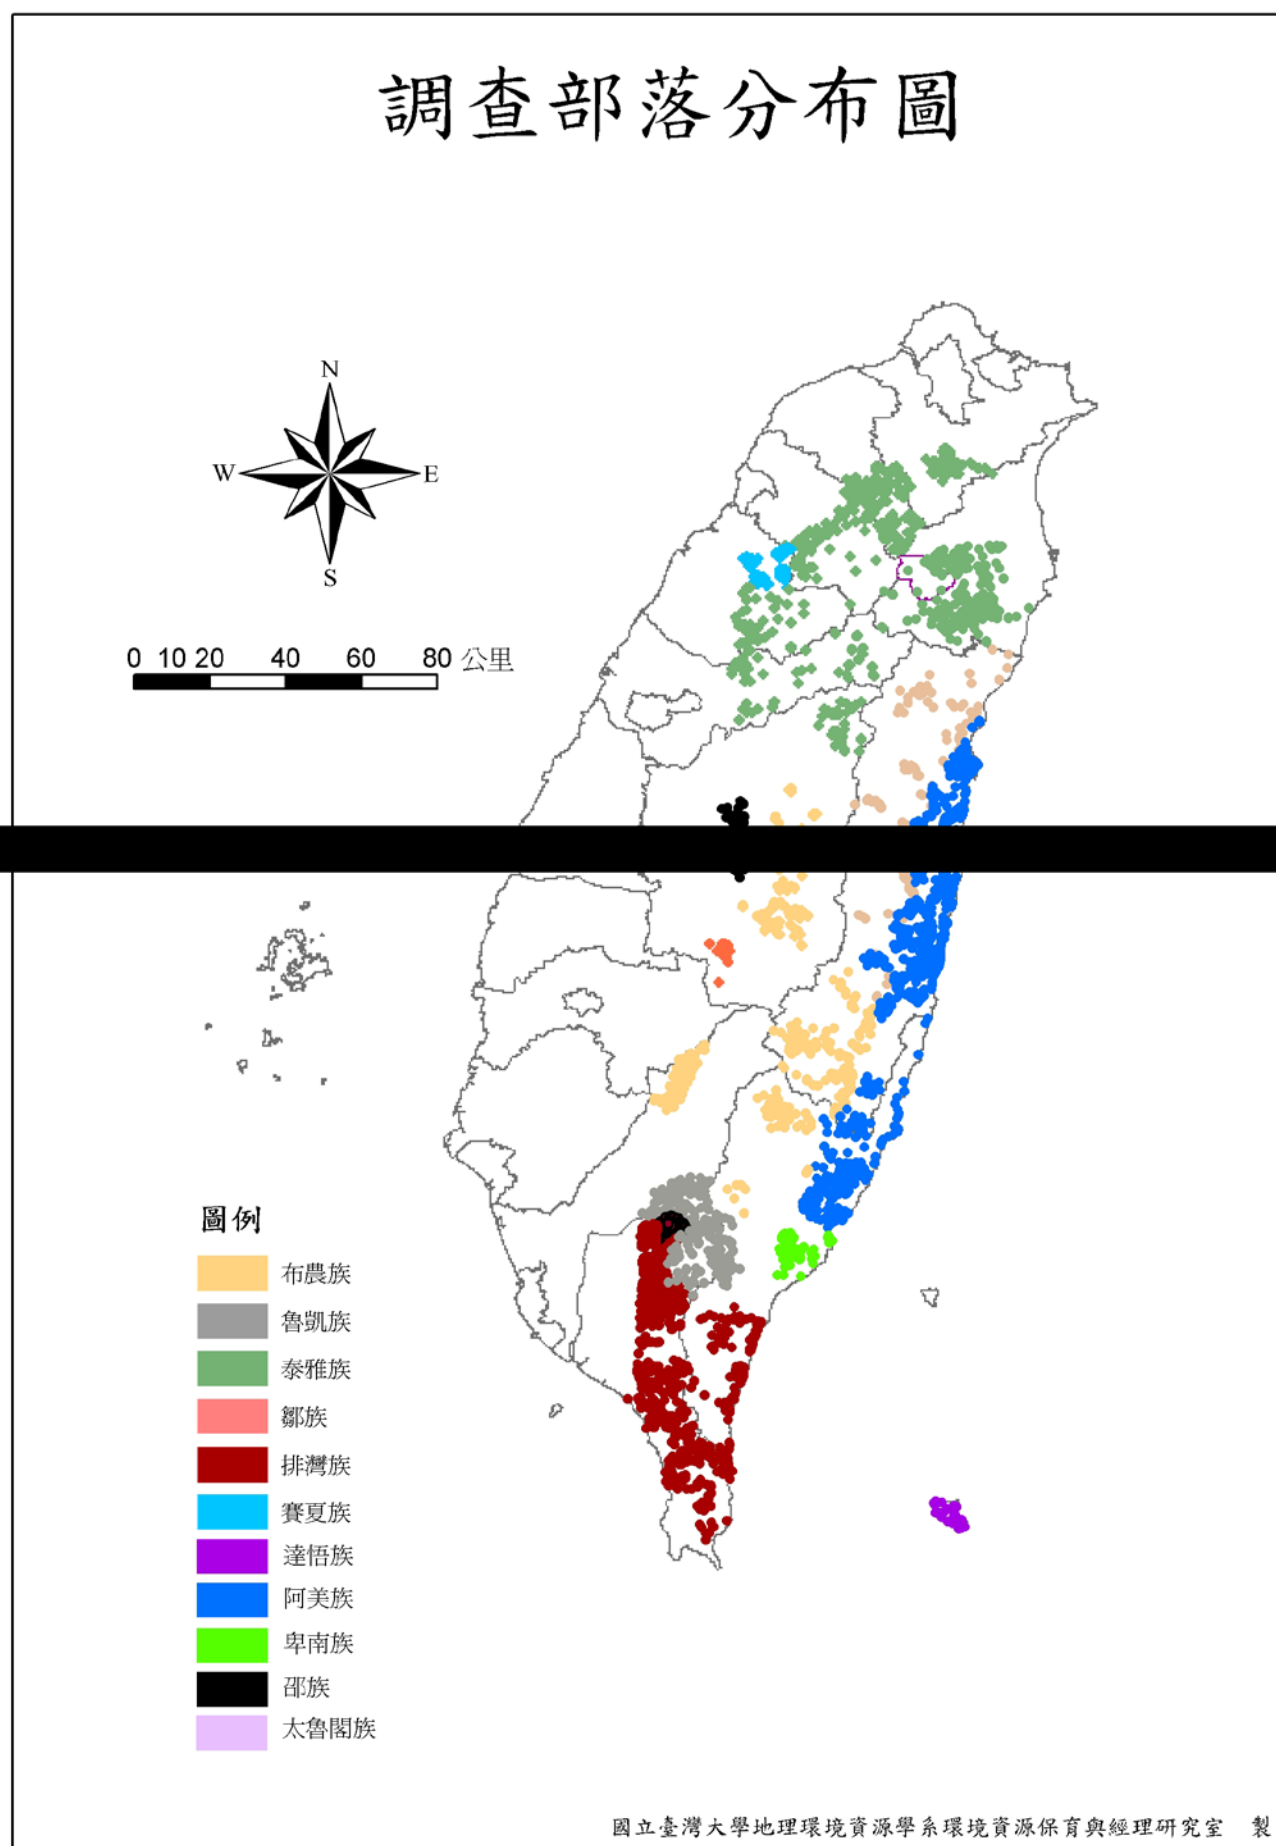 調查部落分布圖
N
W
E
S
0 10 20 40 60 80 公里
圖例
布農族
魯凱族
泰雅族
鄒族
排灣族
賽夏族
達悟族
阿美族
卑南族
邵族
太魯閣族
國立臺灣大學地理環境資源學系環境資源保育與經理研究室 製